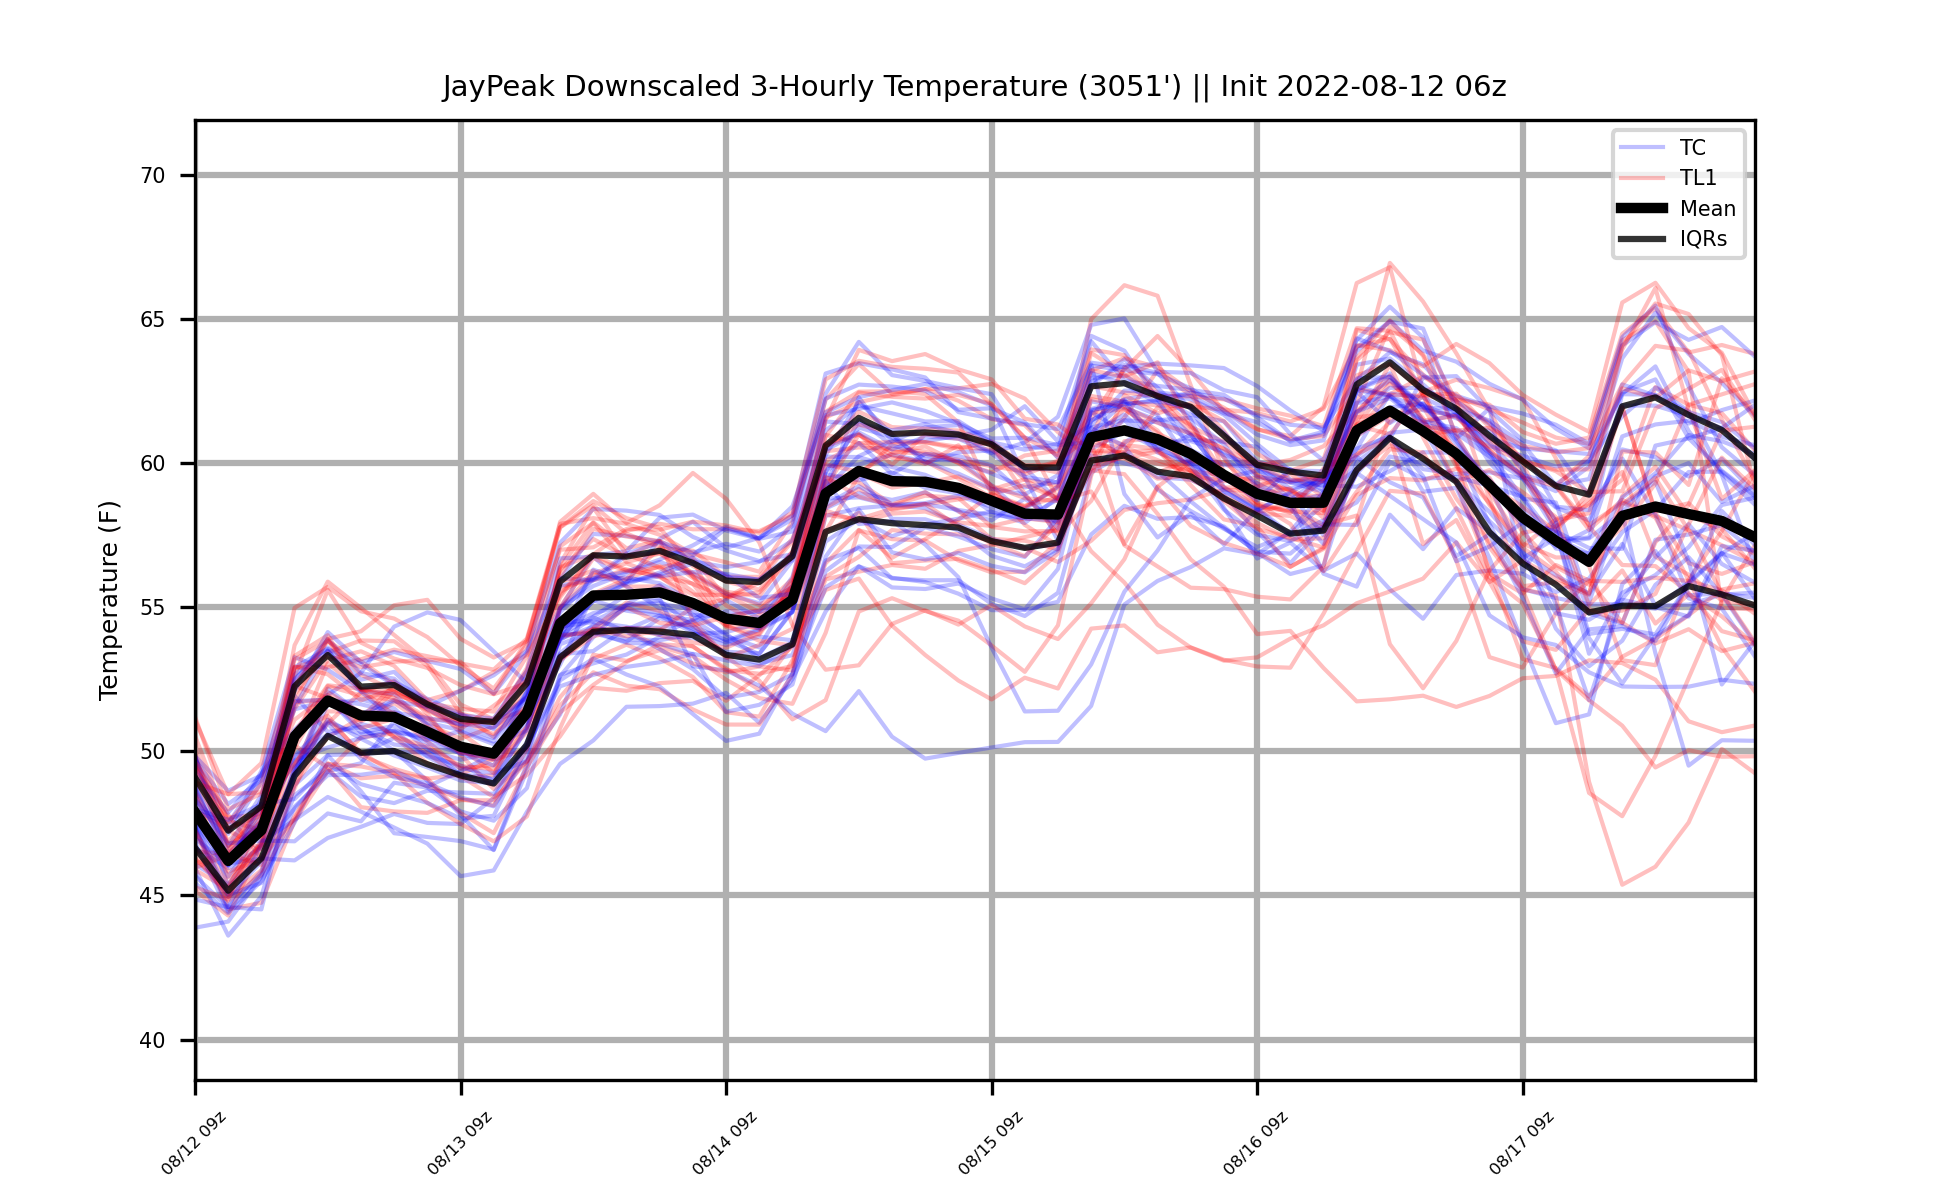 JayPeak Downscaled 3-Hourly Temperature (3051') || Init 2022-08-12 06z
TC
TL1
Mean
IQRs
Temperature (F)
70
65
60
55
50
45
40
08/12 09z
08/13 09z
08/14 09z
08/15 09z
08/16 09z
08/17 09z